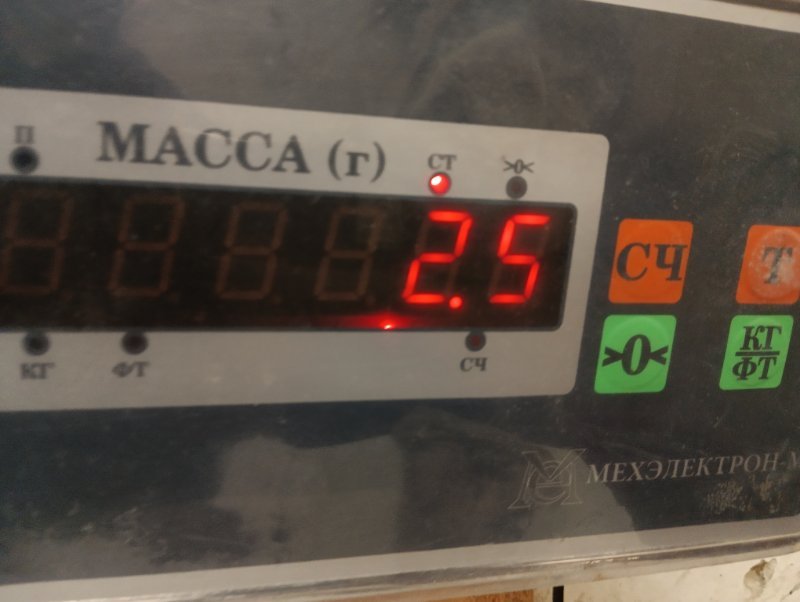 П
МАССА (г)
СТ
>0<
2.5
СЧ
Т
>0<
КГ
ФТ
КГ
ФТ
СЧ
МЕХЭЛЕКТРОН-